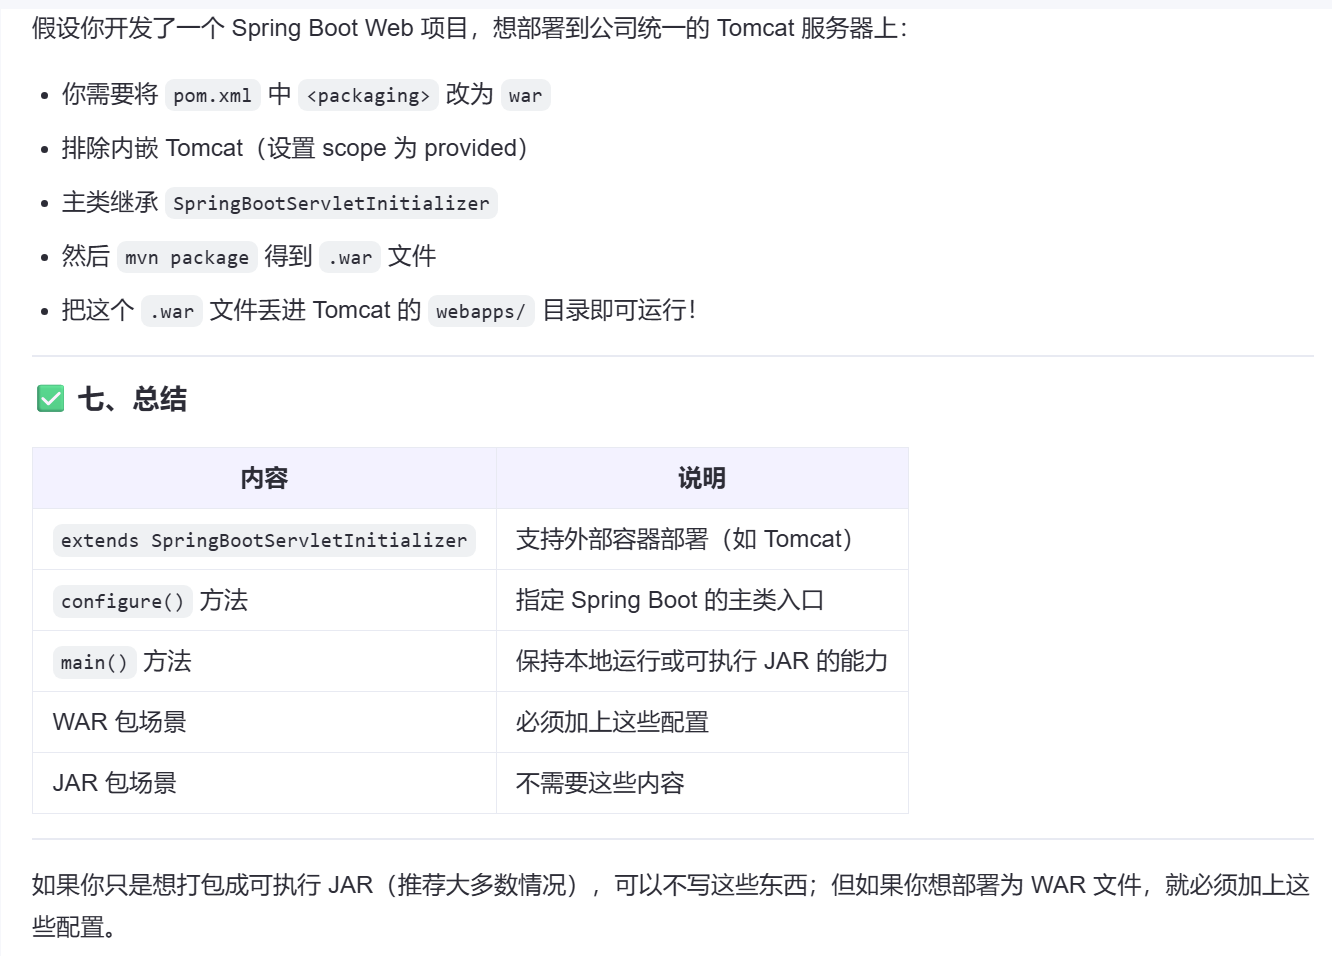 假设你开发了一个 Spring Boot Web 项目，想部署到公司统一的 Tomcat 服务器上：
• 你需要将 pom.xml 中 <packaging> 改为 war
• 排除内嵌 Tomcat（设置 scope 为 provided）
• 主类继承 SpringBootServletInitializer
• 然后 mvn package 得到 .war 文件
• 把这个 .war 文件丢进 Tomcat 的 webapps/ 目录即可运行！
✅ 七、总结
内容 说明
extends SpringBootServletInitializer 支持外部容器部署（如 Tomcat）
configure() 方法 指定 Spring Boot 的主类入口
main() 方法 保持本地运行或可执行 JAR 的能力
WAR 包场景 必须加上这些配置
JAR 包场景 不需要这些内容
如果你只是想打包成可执行 JAR（推荐大多数情况），可以不写这些东西；但如果你想部署为 WAR 文件，就必须加上这
些配置。